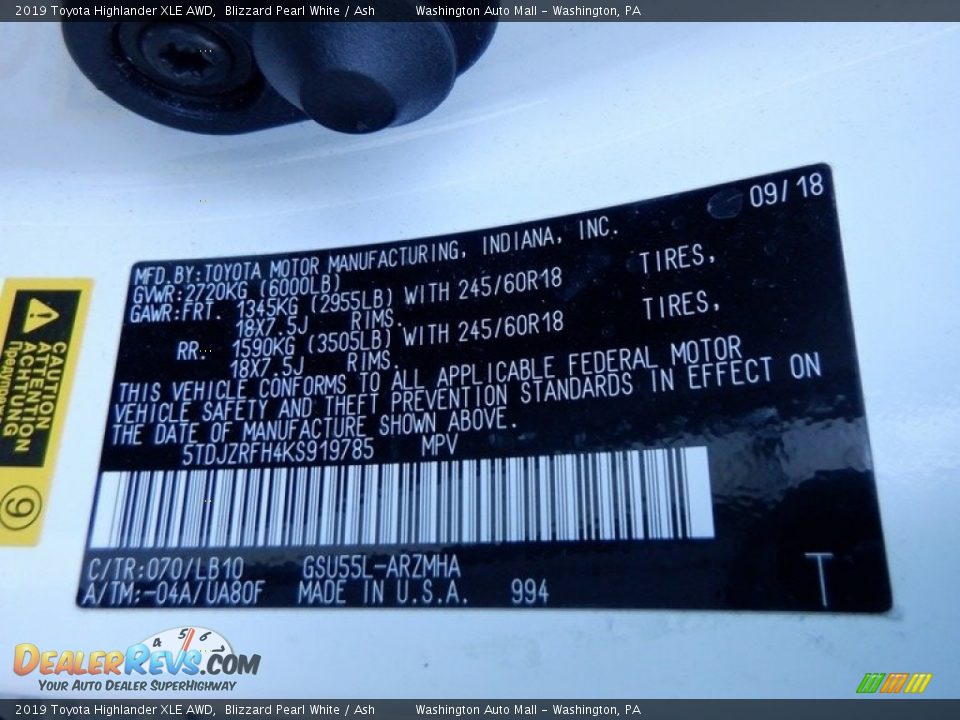 2019 Toyota Highlander XLE AWD, Blizzard Pearl White / Ash Washington Auto Mall - Washington, PA
09/18
MFD.BY:TOYOTA MOTOR MANUFACTURING, INDIANA, INC.
GVWR:2720KG (6000LB)
GAWR:FRT. 1345KG (2955LB) WITH 245/60R18 TIRES,
18X7.5J RIMS.
RR: 1590KG (3505LB) WITH 245/60R18 TIRES,
18X7.5J RIMS.
THIS VEHICLE CONFORMS TO ALL APPLICABLE FEDERAL MOTOR
VEHICLE SAFETY AND THEFT PREVENTION STANDARDS IN EFFECT ON
THE DATE OF MANUFACTURE SHOWN ABOVE.
5TDJZRFH4KS919785 MPV
C/TR:070/LB10 GSU55L-ARZMHA
A/TM:-04A/UA80F MADE IN U.S.A. 994
T
CAUTION
ATTENTION
ACHTUNG
9
4 5 6
DEALERREVS.COM
YOUR AUTO DEALER SUPERHIGHWAY
2019 Toyota Highlander XLE AWD, Blizzard Pearl White / Ash Washington Auto Mall - Washington, PA